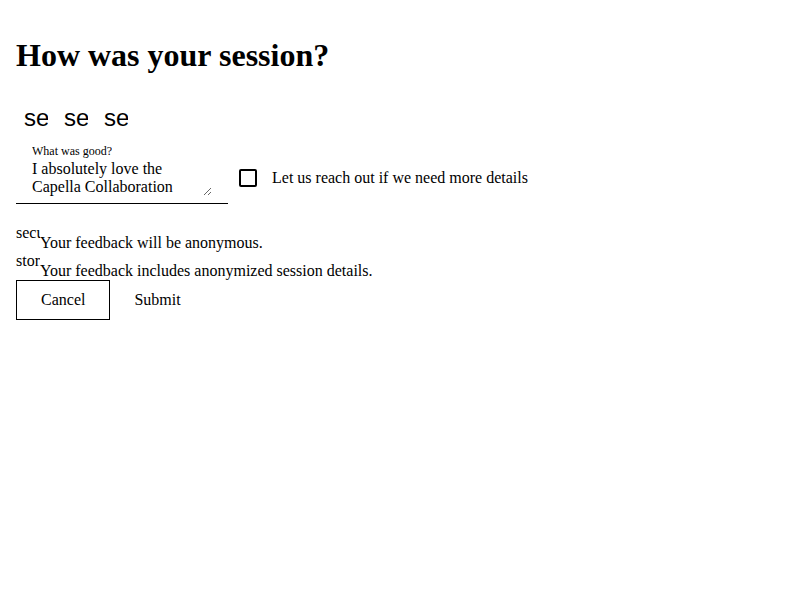 How was your session?
se se se
What was good?
I absolutely love the
Capella Collaboration
Let us reach out if we need more details
secu
Your feedback will be anonymous.
stor
Your feedback includes anonymized session details.
Cancel Submit